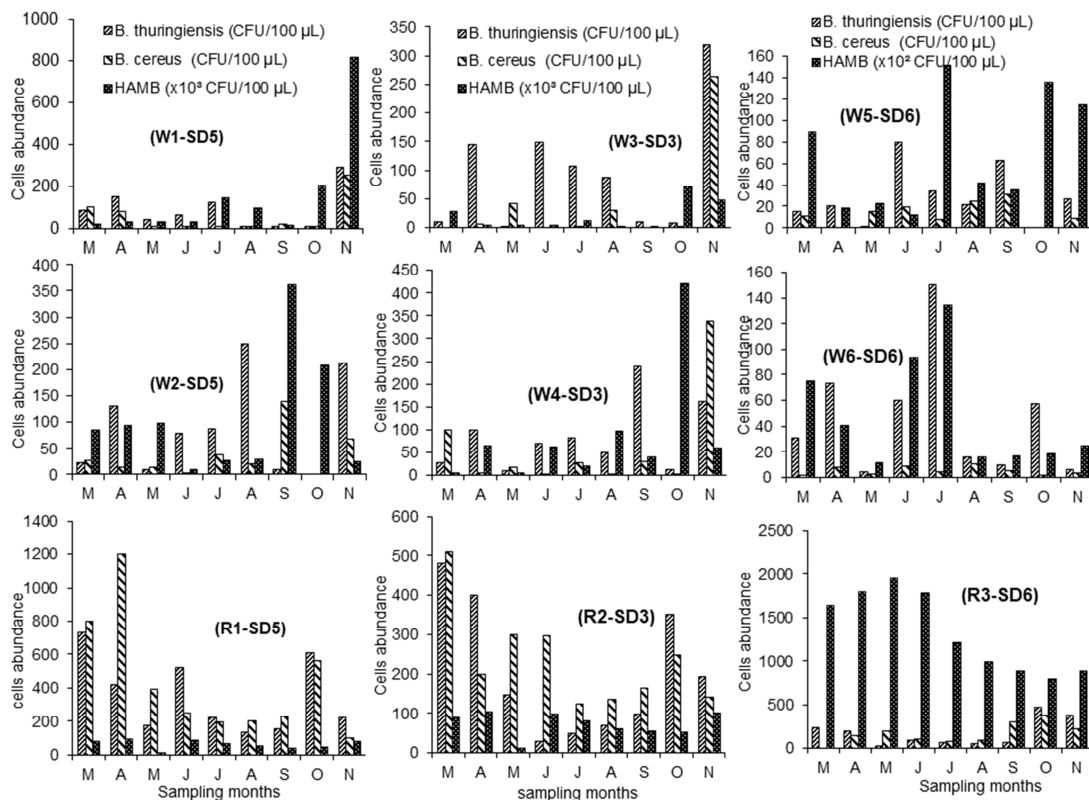 1000
800
600
400
200
0
Cells abundance
B. thuringiensis (CFU/100 µL)
B. cereus (CFU/100 µL)
HAMB (x10³ CFU/100 µL)
(W1-SD5)
M A M J J A S O N
350
300
250
200
150
100
50
0
Cells abundance
B. thuringiensis (CFU/100 µL)
B. cereus (CFU/100 µL)
HAMB (x10³ CFU/100 µL)
(W3-SD3)
M A M J J A S O N
160
140
120
100
80
60
40
20
0
Cells abundance
B. thuringiensis (CFU/100 µL)
B. cereus (CFU/100 µL)
HAMB (x10² CFU/100 µL)
(W5-SD6)
M A M J J A S O N
400
350
300
250
200
150
100
50
0
Cells abundance
(W2-SD5)
M A M J J A S O N
450
400
350
300
250
200
150
100
50
0
Cells abundance
(W4-SD3)
M A M J J A S O N
160
140
120
100
80
60
40
20
0
Cells abundance
(W6-SD6)
M A M J J A S O N
1400
1200
1000
800
600
400
200
0
cells abundance
(R1-SD5)
M A M J J A S O N
Sampling months
600
500
400
300
200
100
0
Cells abundance
(R2-SD3)
M A M J J A S O N
sampling months
2500
2000
1500
1000
500
0
Cells abundance
(R3-SD6)
M A M J J A S O N
Sampling months